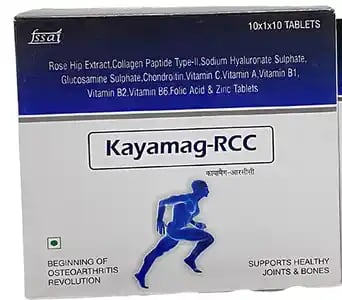 fssai
10x1x10 TABLETS
Rose Hip Extract,Collagen Peptide Type-II,Sodium Hyaluronate Sulphate,
Glucosamine Sulphate,Chondroitin,Vitamin C,Vitamin A,Vitamin B1,
Vitamin B2,Vitamin B6,Folic Acid & Zinc Tablets
Kayamag-RCC
कायामैग-आरसीसी
BEGINNING OF
OSTEOARTHRITIS
REVOLUTION
SUPPORTS HEALTHY
JOINTS & BONES